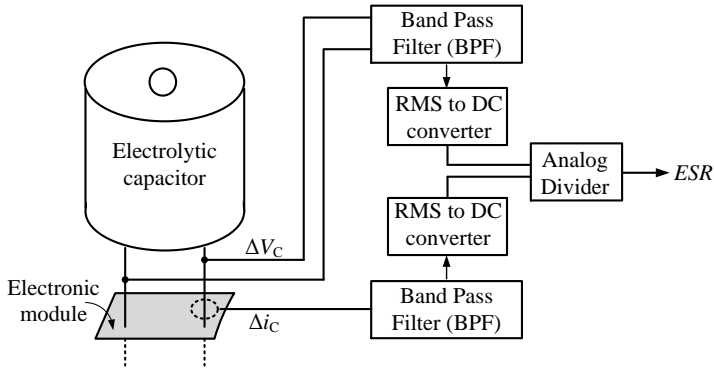 Band Pass
Filter (BPF)
RMS to DC
converter
Electrolytic
capacitor
Analog
Divider
ESR
RMS to DC
converter
ΔVC
Electronic
module
ΔiC
Band Pass
Filter (BPF)